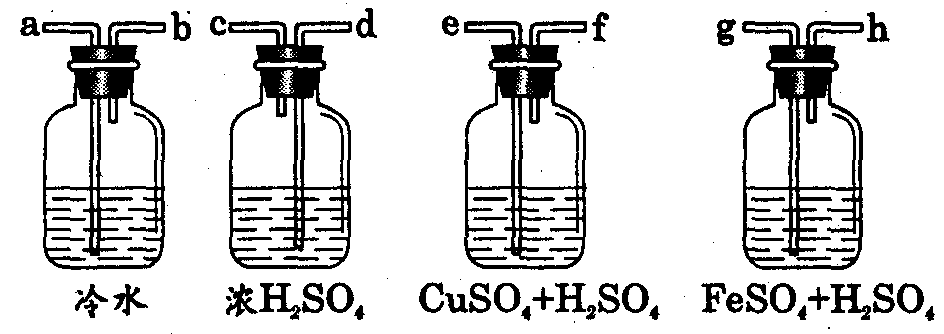 a b c d e f g h
冷水 浓H₂SO₄ CuSO₄+H₂SO₄ FeSO₄+H₂SO₄